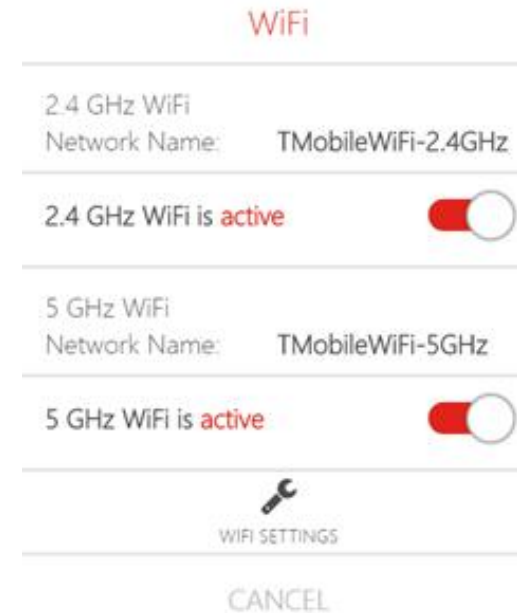 WiFi
2.4 GHz WiFi
Network Name: TMobileWiFi-2.4GHz
2.4 GHz WiFi is active
5 GHz WiFi
Network Name: TMobileWiFi-5GHz
5 GHz WiFi is active
WIFI SETTINGS
CANCEL